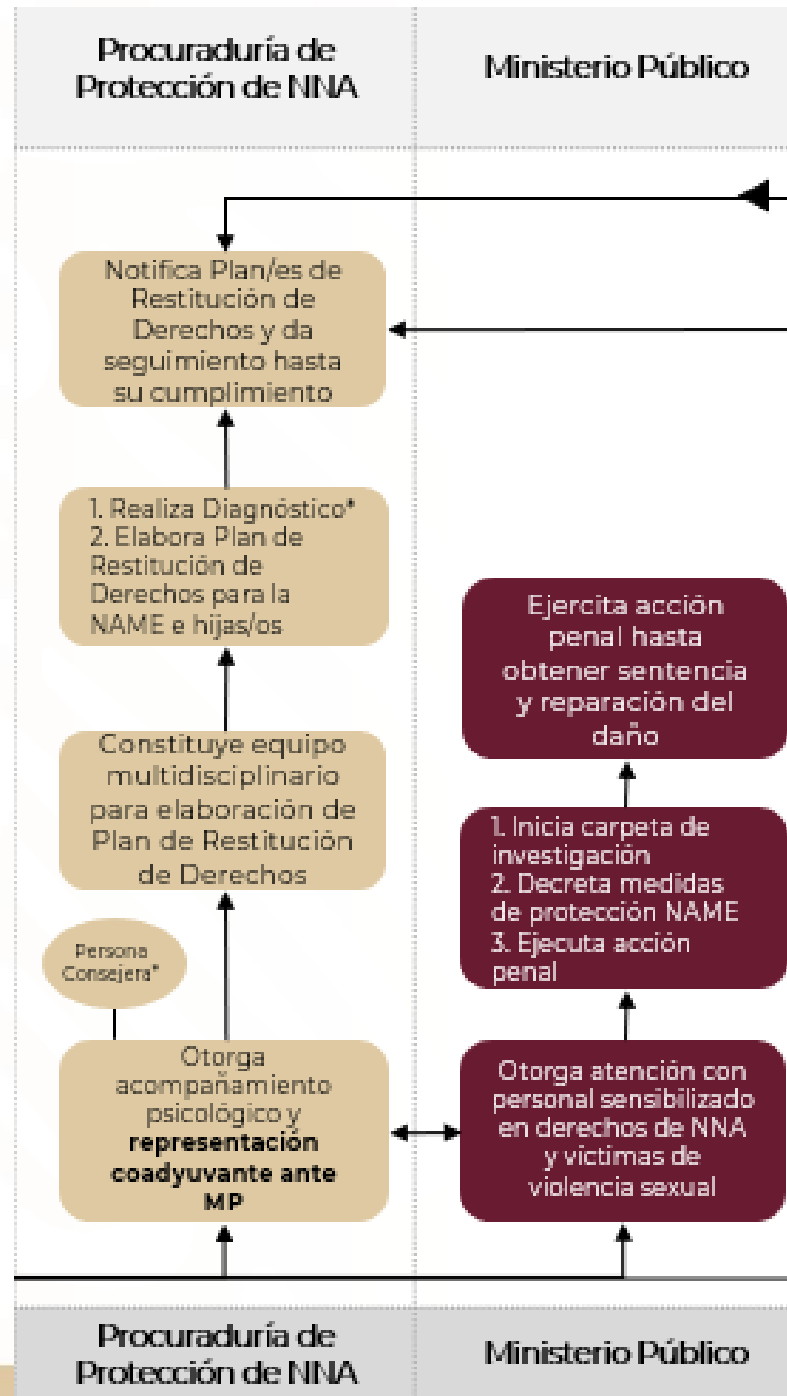 Procuraduría de
Protección de NNA
Ministerio Público
Notifica Plan/es de
Restitución de
Derechos y da
seguimiento hasta
su cumplimiento
1. Realiza Diagnóstico*
2. Elabora Plan de
Restitución de
Derechos para la
NAME e hijas/os
Ejercita acción
penal hasta
obtener sentencia
y reparación del
daño
Constituye equipo
multidisciplinario
para elaboración de
Plan de Restitución
de Derechos
1. Inicia carpeta de
investigación
2. Decreta medidas
de protección NAME
3. Ejecuta acción
penal
Persona
Consejera*
Otorga
acompañamiento
psicológico y
representación
coadyuvante ante
MP
Otorga atención con
personal sensibilizado
en derechos de NNA
y victimas de
violencia sexual
Procuraduría de
Protección de NNA
Ministerio Público